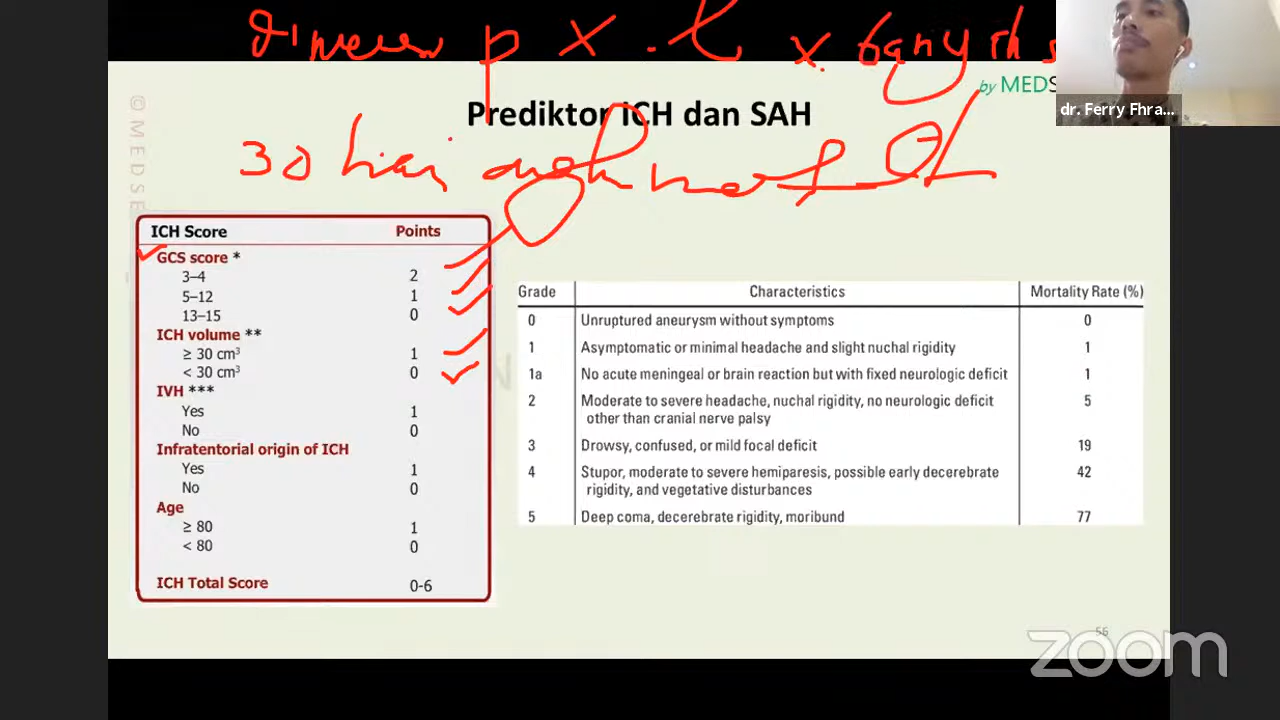 p x l x banyak
by MEDS
dr. Ferry Fhra...
Prediktor ICH dan SAH
30 hari
© MEDSE
ICH Score Points
GCS score *
3–4 2
5–12 1
13–15 0
ICH volume **
≥ 30 cm³ 1
< 30 cm³ 0
IVH ***
Yes 1
No 0
Infratentorial origin of ICH
Yes 1
No 0
Age
≥ 80 1
< 80 0
ICH Total Score 0-6
Grade Characteristics Mortality Rate (%)
0 Unruptured aneurysm without symptoms 0
1 Asymptomatic or minimal headache and slight nuchal rigidity 1
1a No acute meningeal or brain reaction but with fixed neurologic deficit 1
2 Moderate to severe headache, nuchal rigidity, no neurologic deficit 5
other than cranial nerve palsy
3 Drowsy, confused, or mild focal deficit 19
4 Stupor, moderate to severe hemiparesis, possible early decerebrate 42
rigidity, and vegetative disturbances
5 Deep coma, decerebrate rigidity, moribund 77
56
zoom